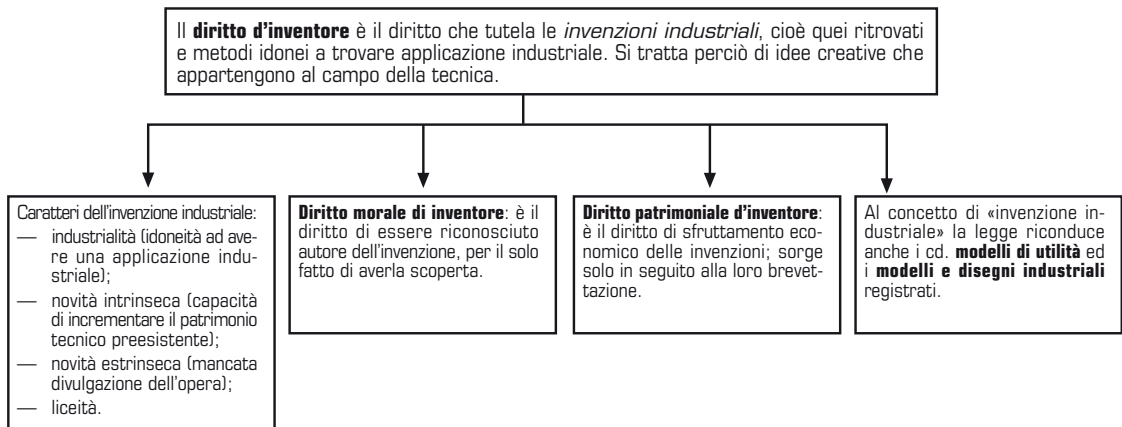 Il diritto d'inventore è il diritto che tutela le invenzioni industriali, cioè quei ritrovati
e metodi idonei a trovare applicazione industriale. Si tratta perciò di idee creative che
appartengono al campo della tecnica.
Caratteri dell'invenzione industriale:
— industrialità (idoneità ad ave-
re una applicazione indu-
striale);
— novità intrinseca (capacità
di incrementare il patrimonio
tecnico preesistente);
— novità estrinseca (mancata
divulgazione dell'opera);
— liceità.
Diritto morale di inventore: è il
diritto di essere riconosciuto
autore dell'invenzione, per il solo
fatto di averla scoperta.
Diritto patrimoniale d'inventore:
è il diritto di sfruttamento eco-
nomico delle invenzioni; sorge
solo in seguito alla loro brevet-
tazione.
Al concetto di «invenzione in-
dustriale» la legge riconduce
anche i cd. modelli di utilità ed
i modelli e disegni industriali
registrati.